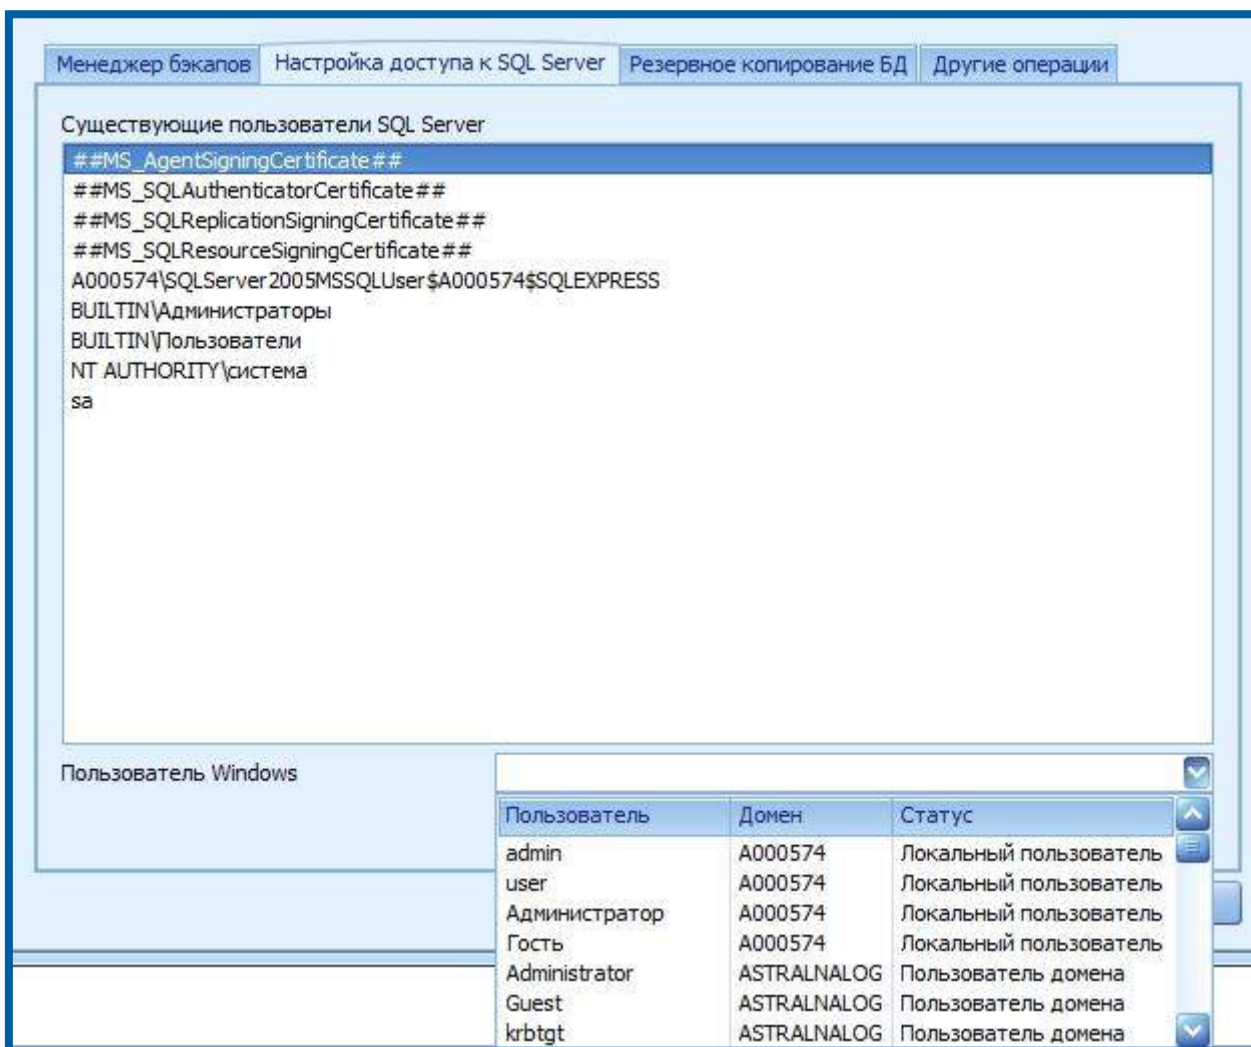 Менеджер бэкапов Настройка доступа к SQL Server Резервное копирование БД Другие операции
Существующие пользователи SQL Server
##MS_AgentSigningCertificate##
##MS_SQLAuthenticatorCertificate##
##MS_SQLReplicationSigningCertificate##
##MS_SQLResourceSigningCertificate##
A000574\SQLServer2005MSSQLUser$A000574$SQLEXPRESS
BUILTIN\Администраторы
BUILTIN\Пользователи
NT AUTHORITY\система
sa
Пользователь Windows
Пользователь Домен Статус
admin A000574 Локальный пользователь
user A000574 Локальный пользователь
Администратор A000574 Локальный пользователь
Гость A000574 Локальный пользователь
Administrator ASTRALNALOG Пользователь домена
Guest ASTRALNALOG Пользователь домена
krbtgt ASTRALNALOG Пользователь домена